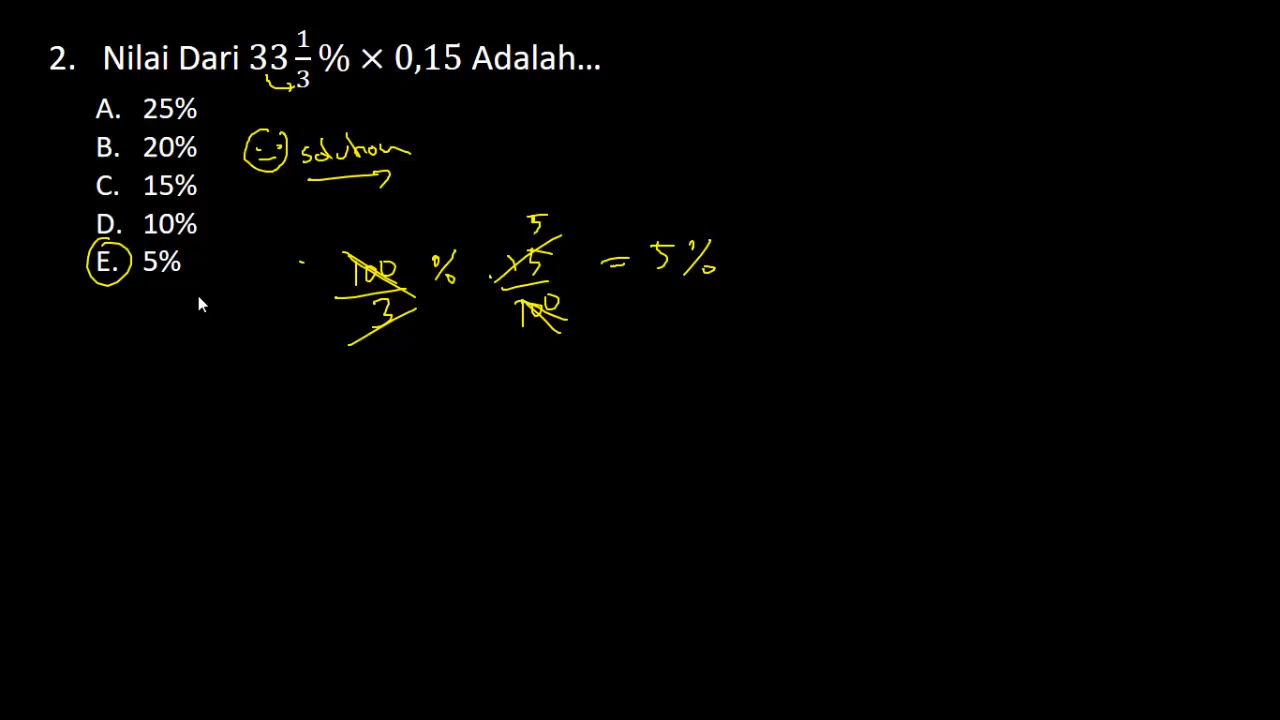 2. Nilai Dari 33 1/3 % × 0,15 Adalah...
A. 25%
B. 20%
C. 15%
D. 10%
E. 5%
solution
100/3 % . 15/100 = 5%
5